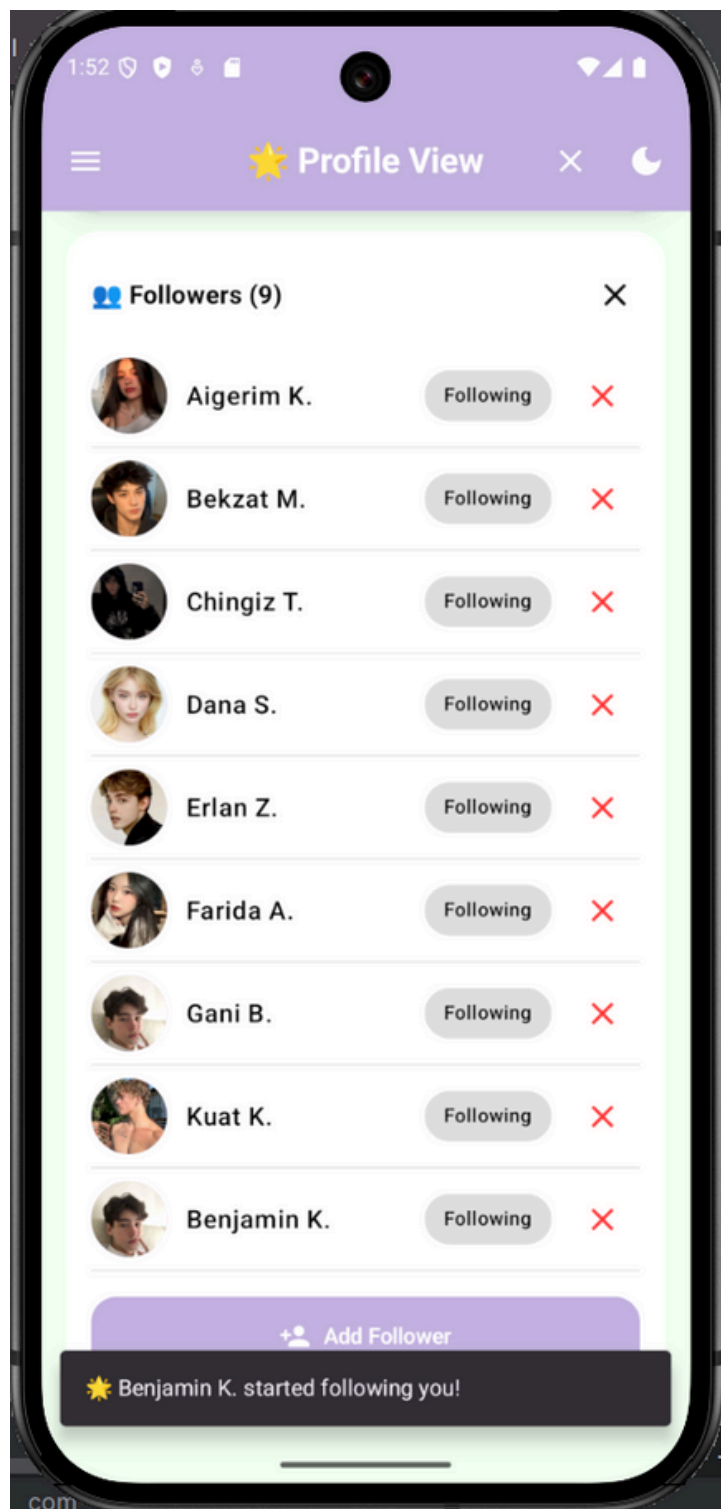 1:52
🌟 Profile View
👥 Followers (9)
Aigerim K. Following
Bekzat M. Following
Chingiz T. Following
Dana S. Following
Erlan Z. Following
Farida A. Following
Gani B. Following
Kuat K. Following
Benjamin K. Following
Add Follower
🌟 Benjamin K. started following you!
com